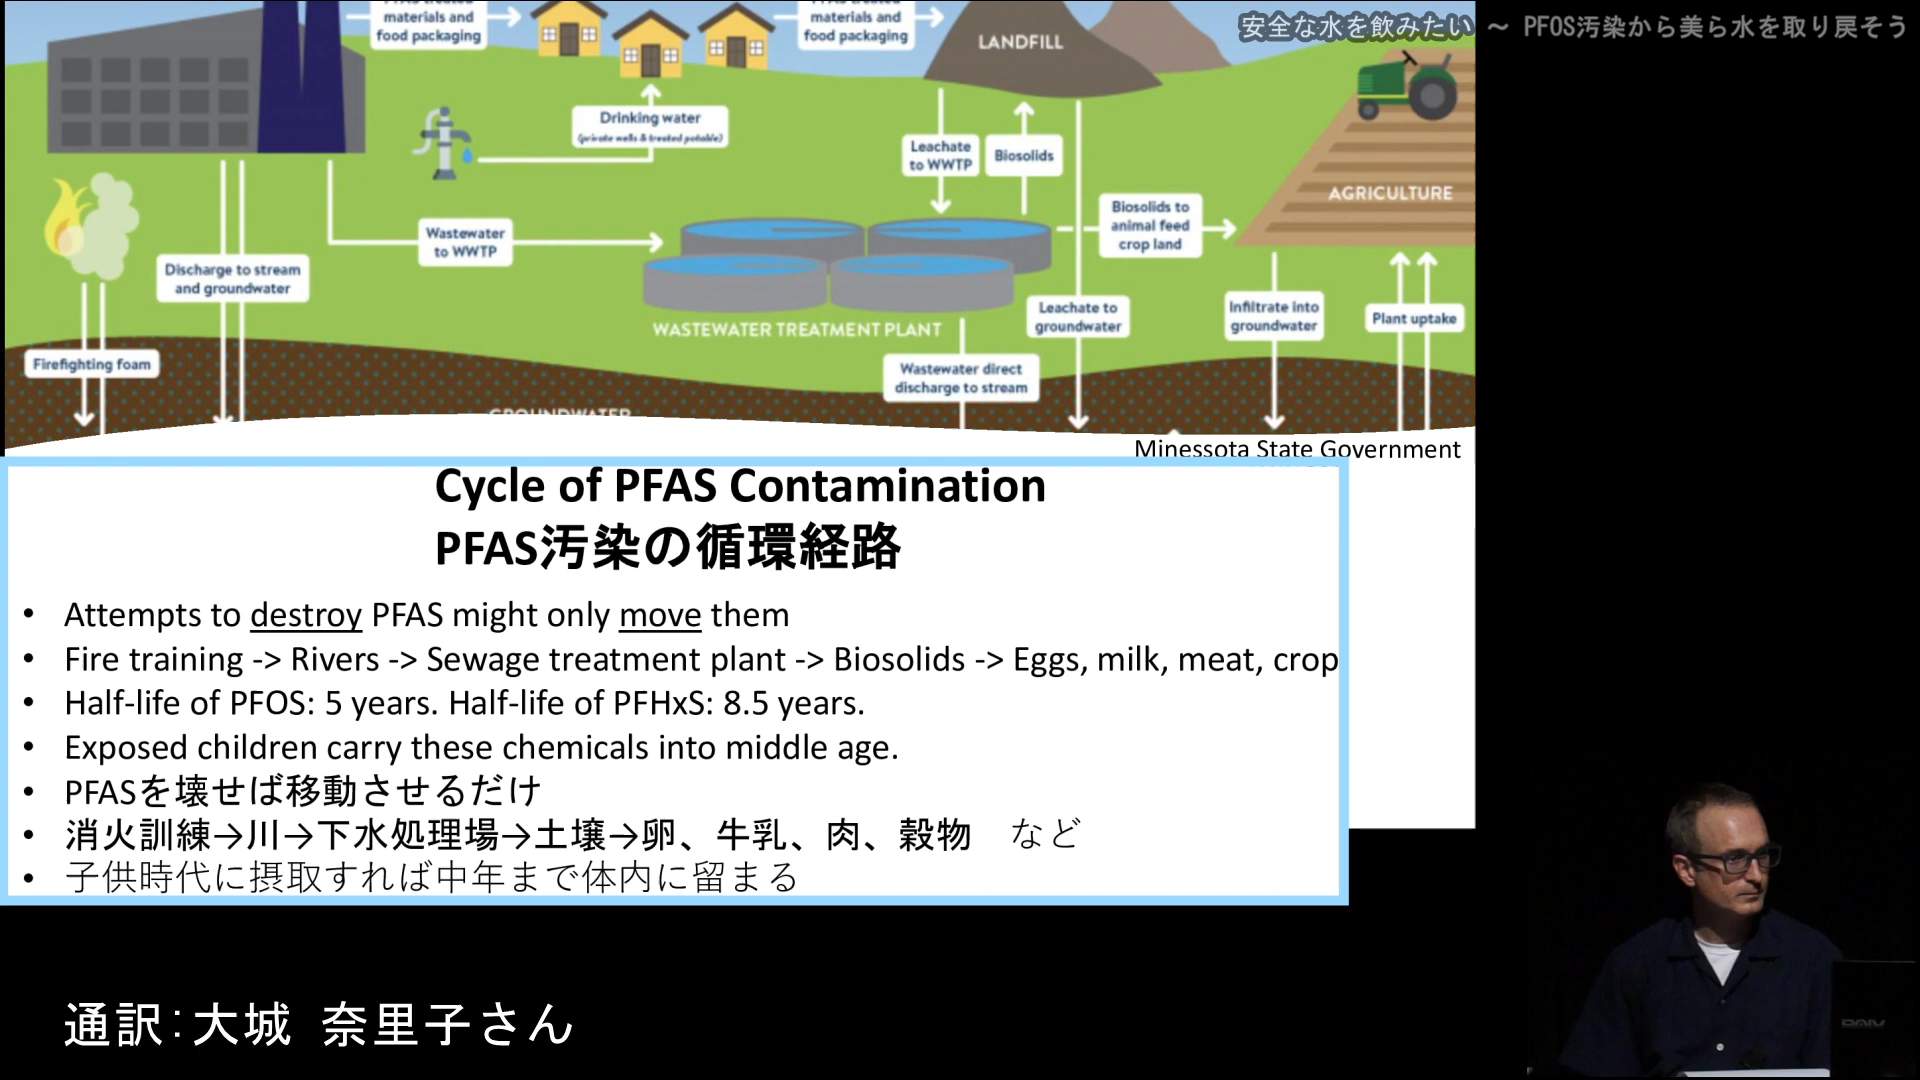 安全な水を飲みたい ~ PFOS汚染から美ら水を取り戻そう
materials and
food packaging
materials and
food packaging
LANDFILL
Drinking water
(private wells & treated potable)
Leachate
to WWTP
Biosolids
AGRICULTURE
Biosolids to
animal feed
crop land
Wastewater
to WWTP
Discharge to stream
and groundwater
Leachate to
groundwater
Infiltrate into
groundwater
Plant uptake
WASTEWATER TREATMENT PLANT
Firefighting foam
Wastewater direct
discharge to stream
GROUNDWATER
Minessota State Government
Cycle of PFAS Contamination
PFAS汚染の循環経路
• Attempts to destroy PFAS might only move them
• Fire training -> Rivers -> Sewage treatment plant -> Biosolids -> Eggs, milk, meat, crop
• Half-life of PFOS: 5 years. Half-life of PFHxS: 8.5 years.
• Exposed children carry these chemicals into middle age.
• PFASを壊せば移動させるだけ
• 消火訓練→川→下水処理場→土壌→卵、牛乳、肉、穀物 など
• 子供時代に摂取すれば中年まで体内に留まる
通訳:大城 奈里子さん
DAIV